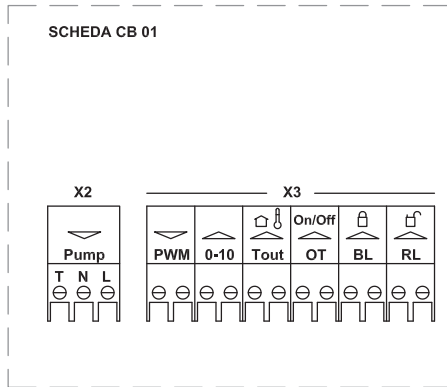 SCHEDA CB 01
X2 X3
On/Off
Pump PWM 0-10 Tout OT BL RL
T N L